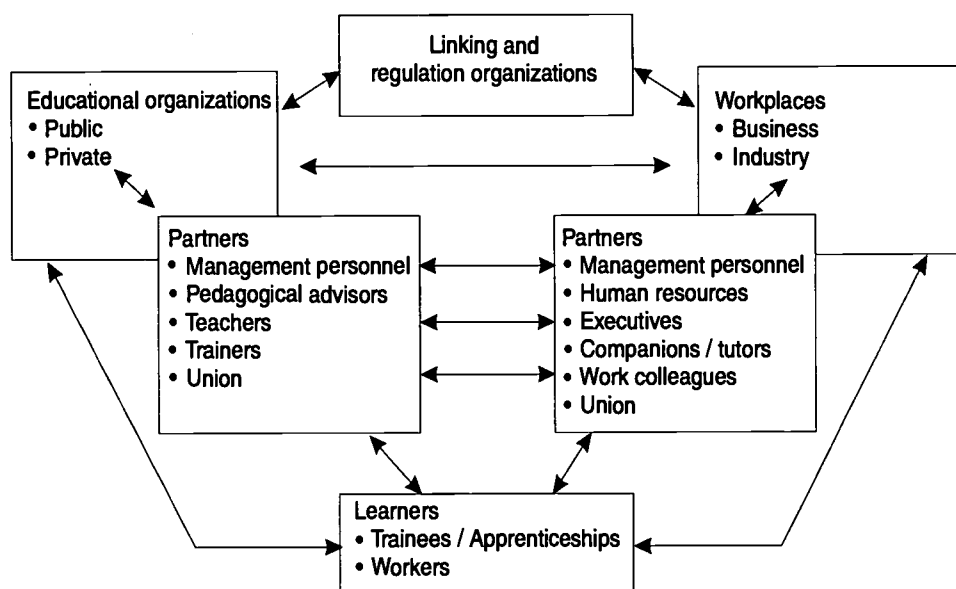 Linking and
regulation organizations
Educational organizations
• Public
• Private
Workplaces
• Business
• Industry
Partners
• Management personnel
• Pedagogical advisors
• Teachers
• Trainers
• Union
Partners
• Management personnel
• Human resources
• Executives
• Companions / tutors
• Work colleagues
• Union
Learners
• Trainees / Apprenticeships
• Workers